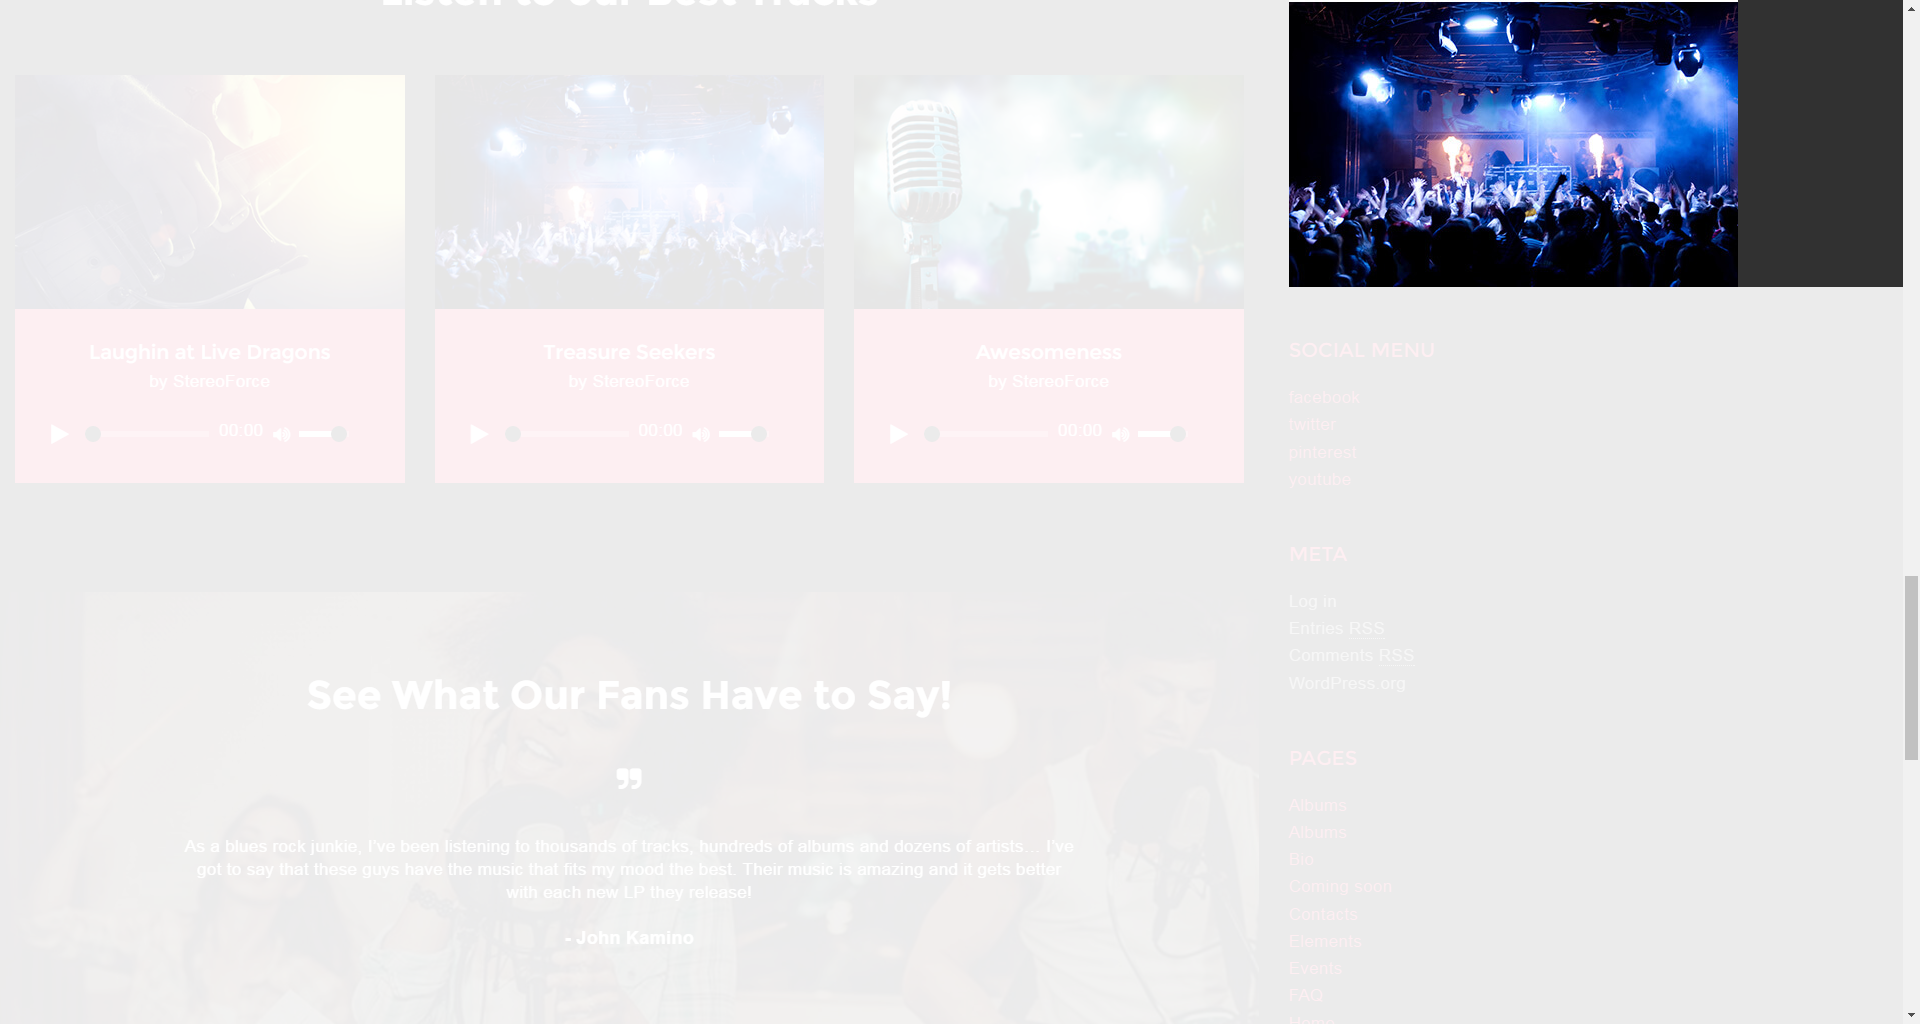 Listen to our Best Tracks
Laughin at Live Dragons
by StereoForce
00:00
Treasure Seekers
by StereoForce
00:00
Awesomeness
by StereoForce
00:00
See What Our Fans Have to Say!
”
As a blues rock junkie, I've been listening to thousands of tracks, hundreds of albums and dozens of artists... I've
got to say that these guys have the music that fits my mood the best. Their music is amazing and it gets better
with each new LP they release!
- John Kamino
SOCIAL MENU
facebook
twitter
pinterest
youtube
META
Log in
Entries RSS
Comments RSS
WordPress.org
PAGES
Albums
Albums
Bio
Coming soon
Contacts
Elements
Events
FAQ
Home